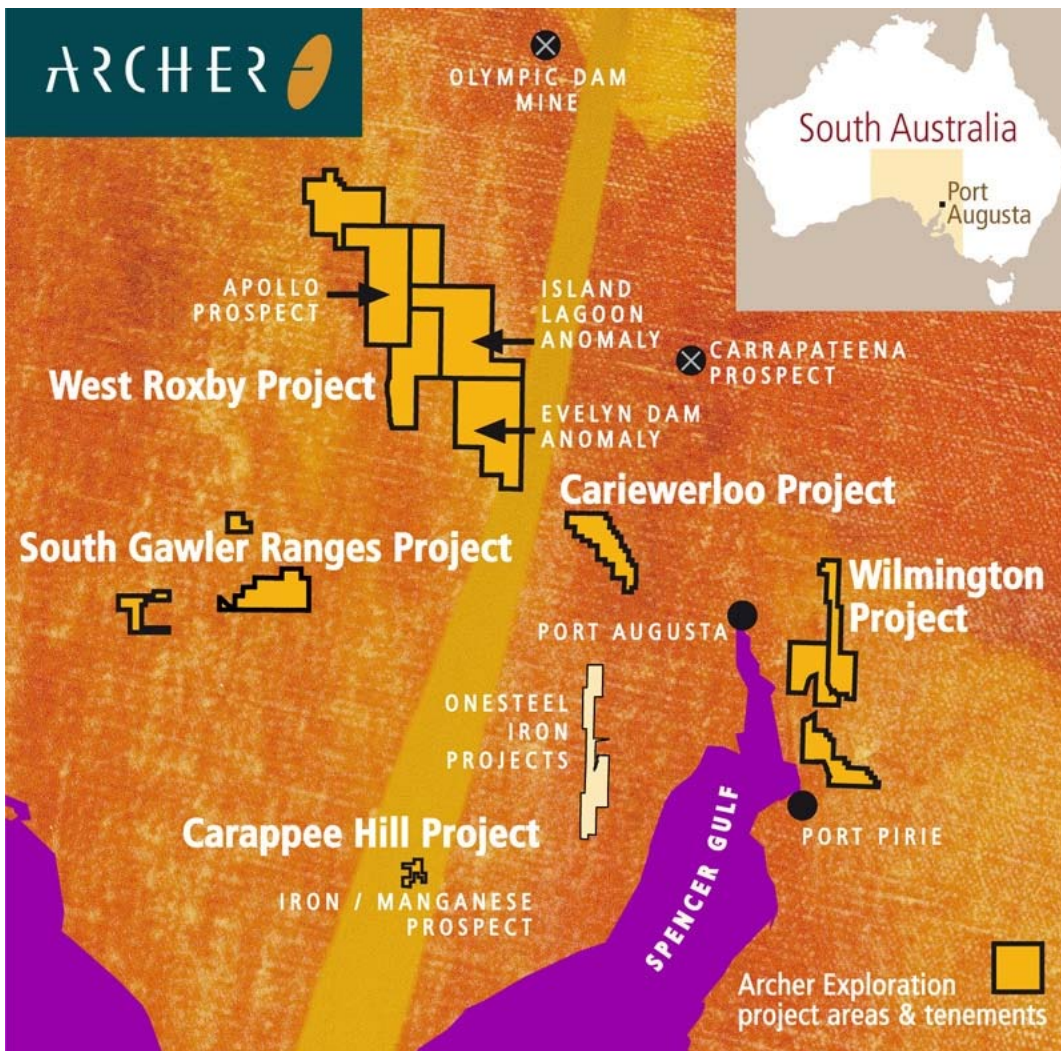 ARCHER
OLYMPIC DAM
MINE
South Australia
Port
Augusta
APOLLO
PROSPECT
ISLAND
LAGOON
ANOMALY
CARRAPATEENA
PROSPECT
West Roxby Project
EVELYN DAM
ANOMALY
Cariewerloo Project
South Gawler Ranges Project
Wilmington
Project
PORT AUGUSTA
ONESTEEL
IRON
PROJECTS
SPENCER GULF
Carappee Hill Project
PORT PIRIE
IRON / MANGANESE
PROSPECT
Archer Exploration
project areas & tenements